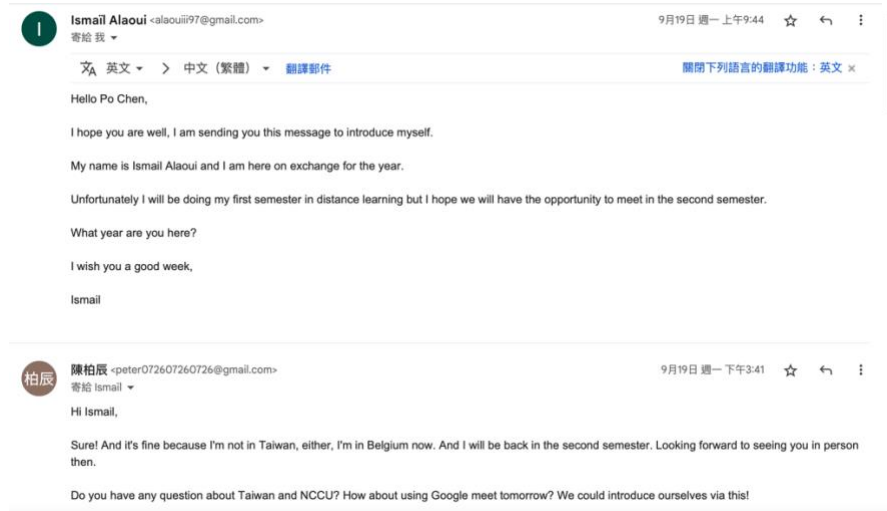 I
Ismaïl Alaoui <alaouiii97@gmail.com>
9月19日 週一 上午9:44
寄給 我
英文
中文（繁體）
翻譯郵件
關閉下列語言的翻譯功能：英文 ×
Hello Po Chen,
I hope you are well, I am sending you this message to introduce myself.
My name is Ismail Alaoui and I am here on exchange for the year.
Unfortunately I will be doing my first semester in distance learning but I hope we will have the opportunity to meet in the second semester.
What year are you here?
I wish you a good week,
Ismail
柏辰
陳柏辰 <peter072607260726@gmail.com>
9月19日 週一 下午3:41
寄給 Ismail
Hi Ismail,
Sure! And it's fine because I'm not in Taiwan, either, I'm in Belgium now. And I will be back in the second semester. Looking forward to seeing you in person
then.
Do you have any question about Taiwan and NCCU? How about using Google meet tomorrow? We could introduce ourselves via this!